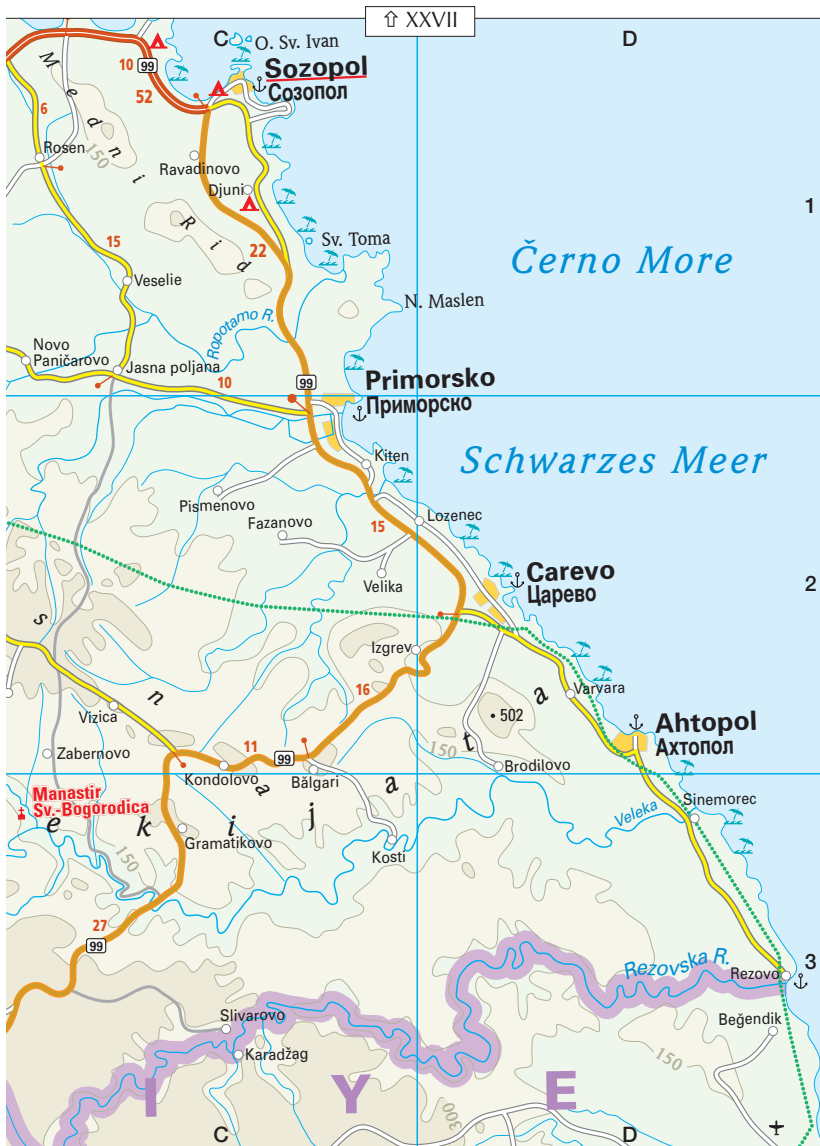 ⇧ XXVII
C
O. Sv. Ivan
D
Sozopol
Созопол
10
99
52
Medni Rid
6
Rosen
150
Ravadinovo
Djuni
1
15
22
Sv. Toma
Černo More
Veselie
N. Maslen
Ropotamo R.
Novo
Paničarovo
Jasna poljana
10
99
Primorsko
Приморско
Kiten
Schwarzes Meer
Pismenovo
Fazanovo
15
Lozenec
Velika
Carevo
Царево
2
Izgrev
16
Varvara
Vizica
502
Ahtopol
Ахтопол
Zabernovo
11
99
150
Kondolovo
Bălgari
Brodilovo
Manastir
Sv.-Bogorodica
s
n
t
a
e k i a j a
Sinemorec
Veleka
Gramatikovo
Kosti
150
27
99
Rezovska R.
Rezovo
3
Slivarovo
Beğendik
Karadžag
150
I Y E
300
C
D